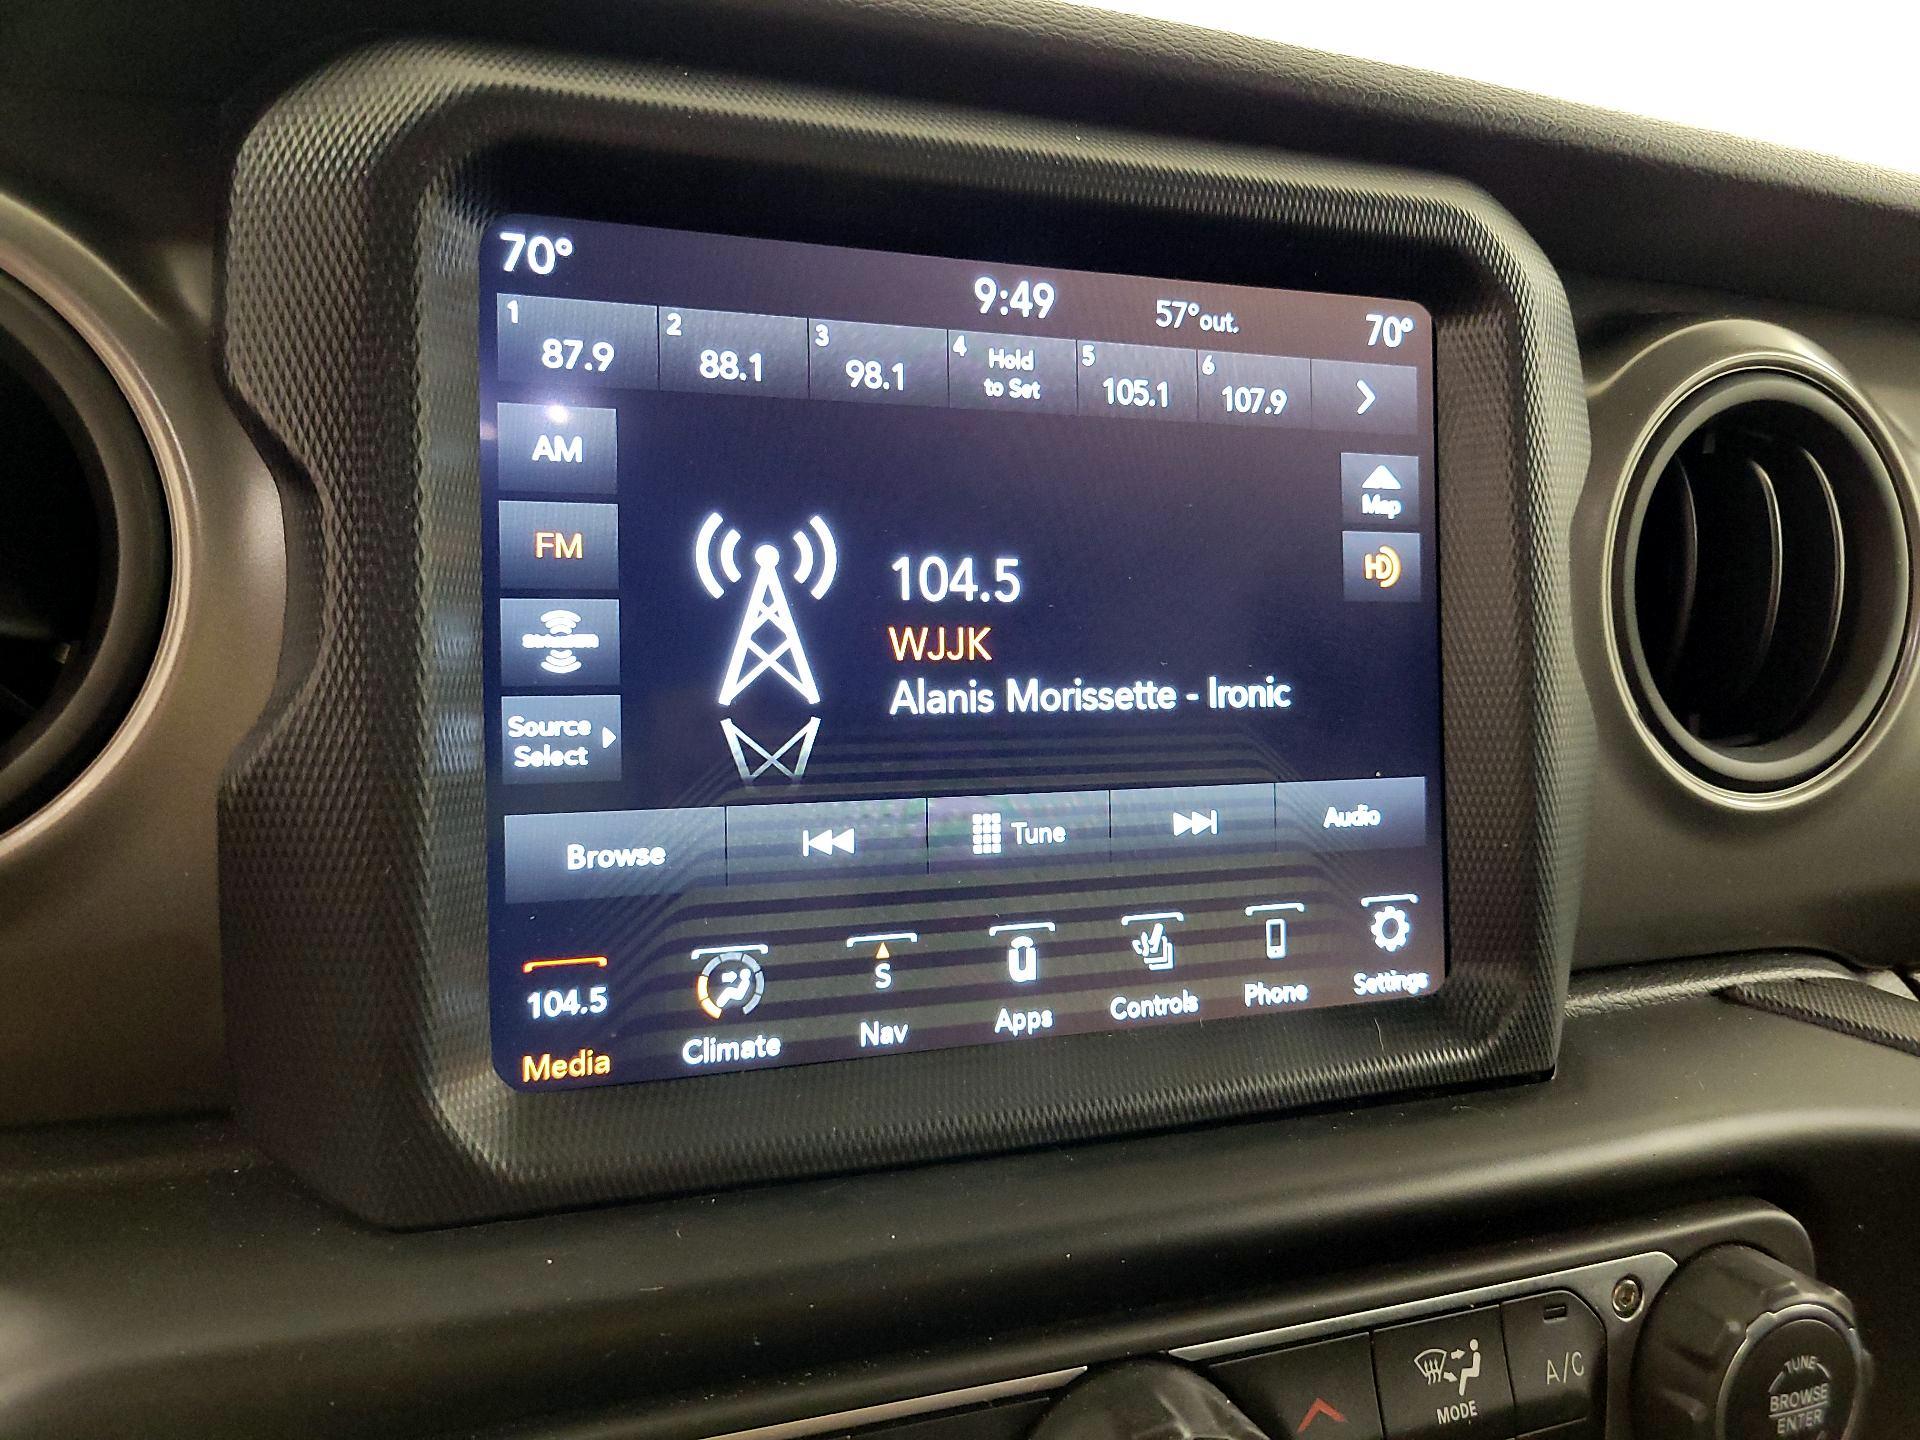 70°
9:49
57° out.
70°
1
87.9
2
88.1
3
98.1
4
Hold
to Set
5
105.1
6
107.9
AM
FM
Source
Select
Map
HD
104.5
WJJK
Alanis Morissette - Ironic
Browse
Tune
Audio
104.5
Media
Climate
S
Nav
Apps
Controls
Phone
Settings
MODE
A/C
TUNE
BROWSE
ENTER